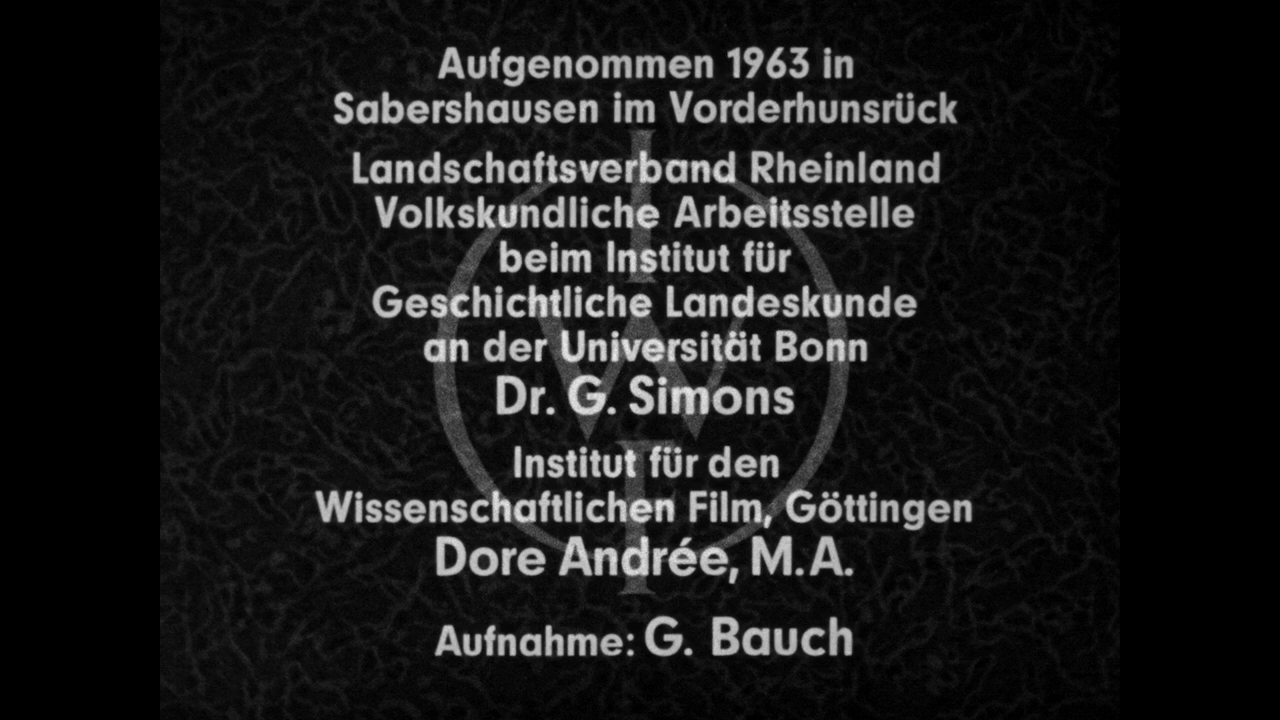 Aufgenommen 1963 in
Sabershausen im Vorderhunsrück
Landschaftsverband Rheinland
Volkskundliche Arbeitsstelle
beim Institut für
Geschichtliche Landeskunde
an der Universität Bonn
Dr. G. Simons
Institut für den
Wissenschaftlichen Film, Göttingen
Dore Andrée, M.A.
Aufnahme: G. Bauch
IWF